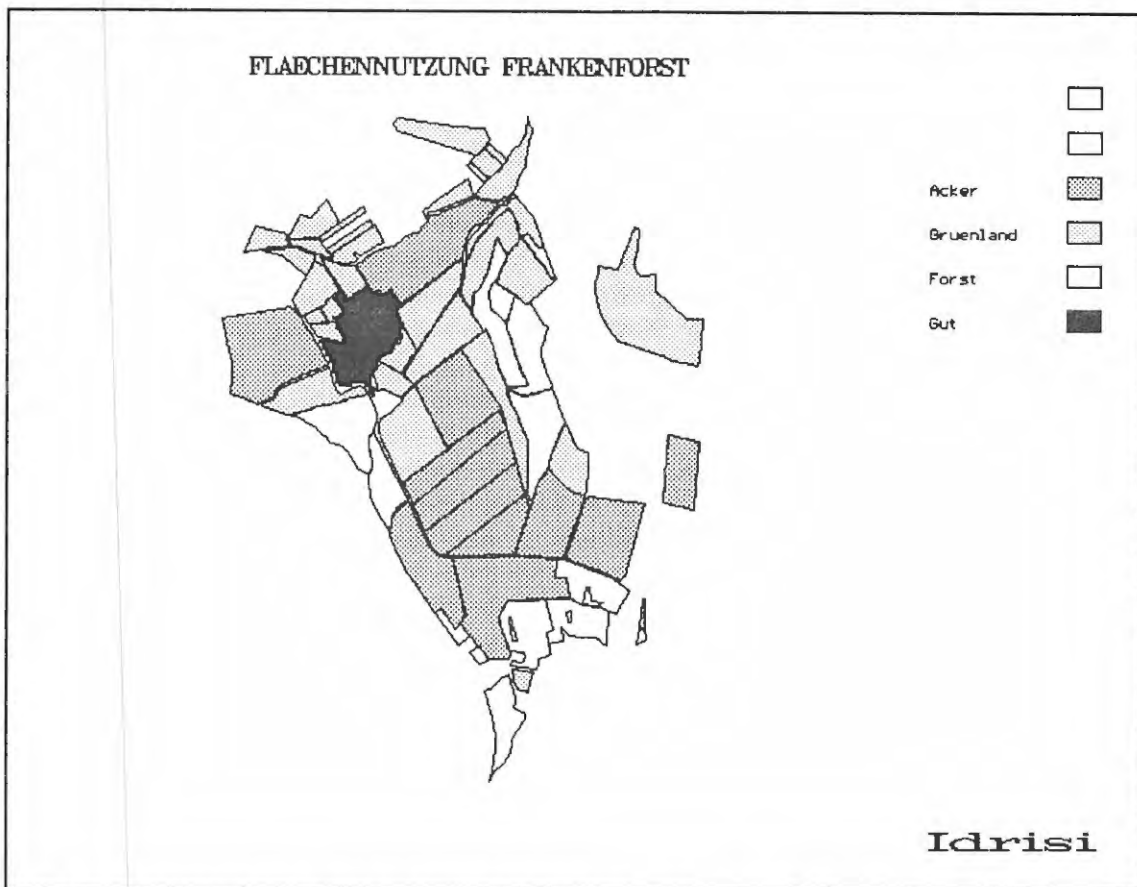 FLAECHENNUTZUNG FRANKENFORST
Acker
Gruenland
Forst
Gut
Idrisi